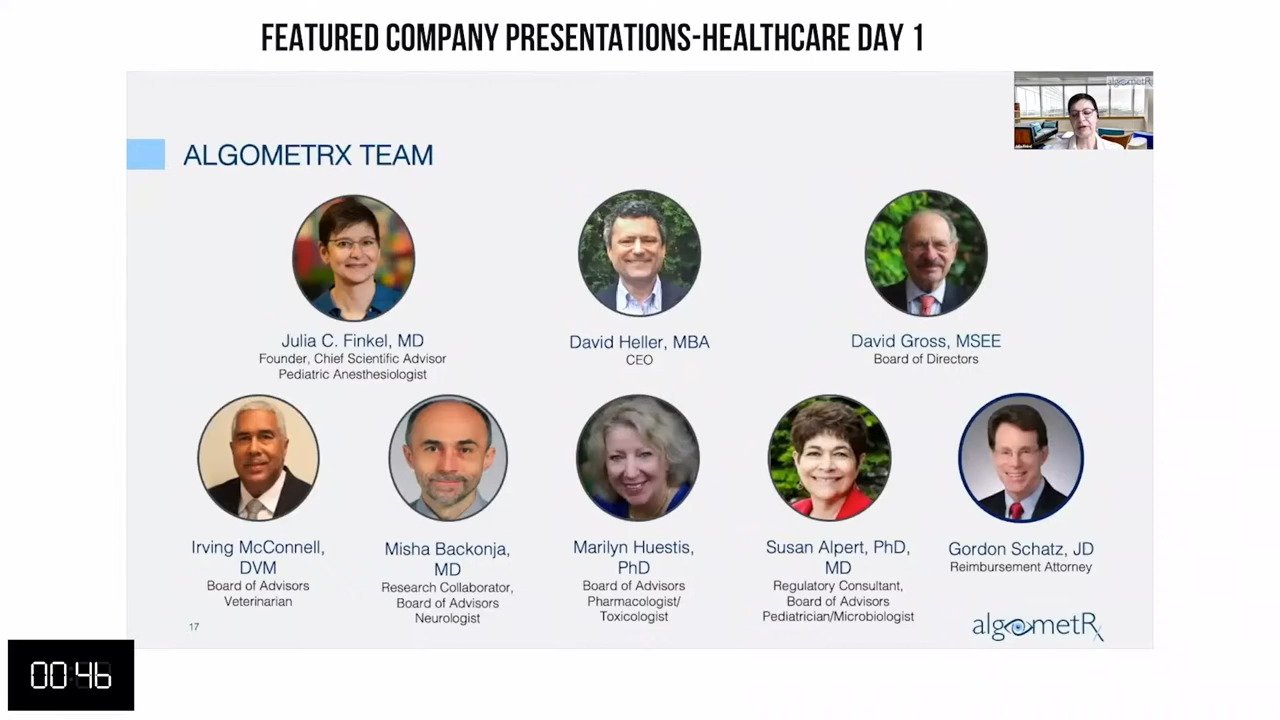 FEATURED COMPANY PRESENTATIONS-HEALTHCARE DAY 1
algometRx
ALGOMETRX TEAM
Julia C. Finkel, MD
Founder, Chief Scientific Advisor
Pediatric Anesthesiologist
David Heller, MBA
CEO
David Gross, MSEE
Board of Directors
Irving McConnell,
DVM
Board of Advisors
Veterinarian
Misha Backonja,
MD
Research Collaborator,
Board of Advisors
Neurologist
Marilyn Huestis,
PhD
Board of Advisors
Pharmacologist/
Toxicologist
Susan Alpert, PhD,
MD
Regulatory Consultant,
Board of Advisors
Pediatrician/Microbiologist
Gordon Schatz, JD
Reimbursement Attorney
17
algometRx
00:46